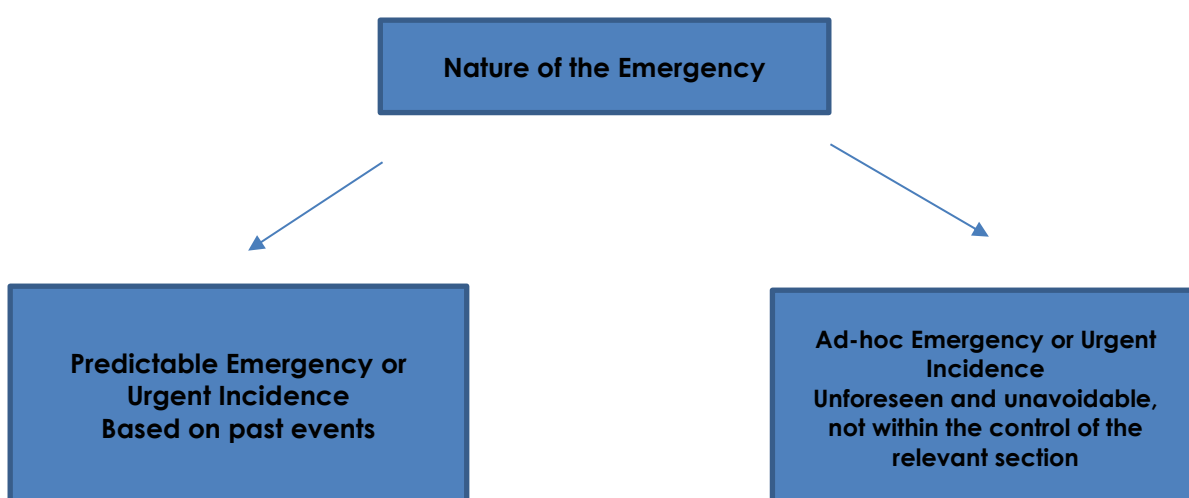 Nature of the Emergency
Predictable Emergency or
Urgent Incidence
Based on past events
Ad-hoc Emergency or Urgent
Incidence
Unforeseen and unavoidable,
not within the control of the
relevant section